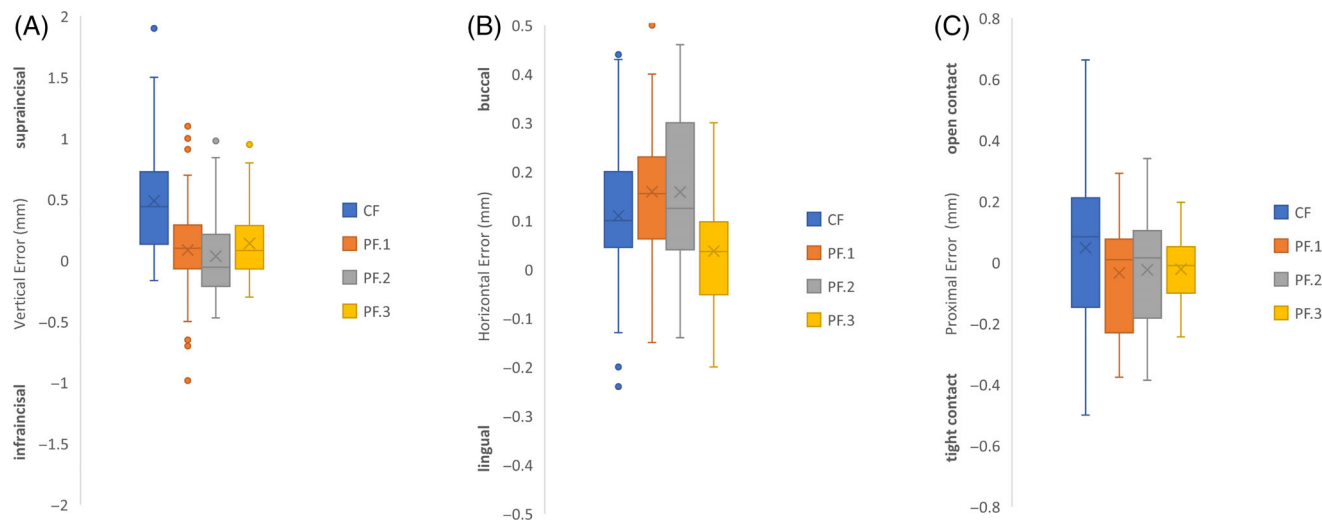 (A)
supraincisal
Vertical Error (mm)
infraincisal
2
1.5
1
0.5
0
−0.5
−1
−1.5
−2
CF
PF.1
PF.2
PF.3
(B)
buccal
Horizontal Error (mm)
lingual
0.5
0.4
0.3
0.2
0.1
0
−0.1
−0.2
−0.3
−0.4
−0.5
CF
PF.1
PF.2
PF.3
(C)
open contact
Proximal Error (mm)
tight contact
0.8
0.6
0.4
0.2
0
−0.2
−0.4
−0.6
−0.8
CF
PF.1
PF.2
PF.3